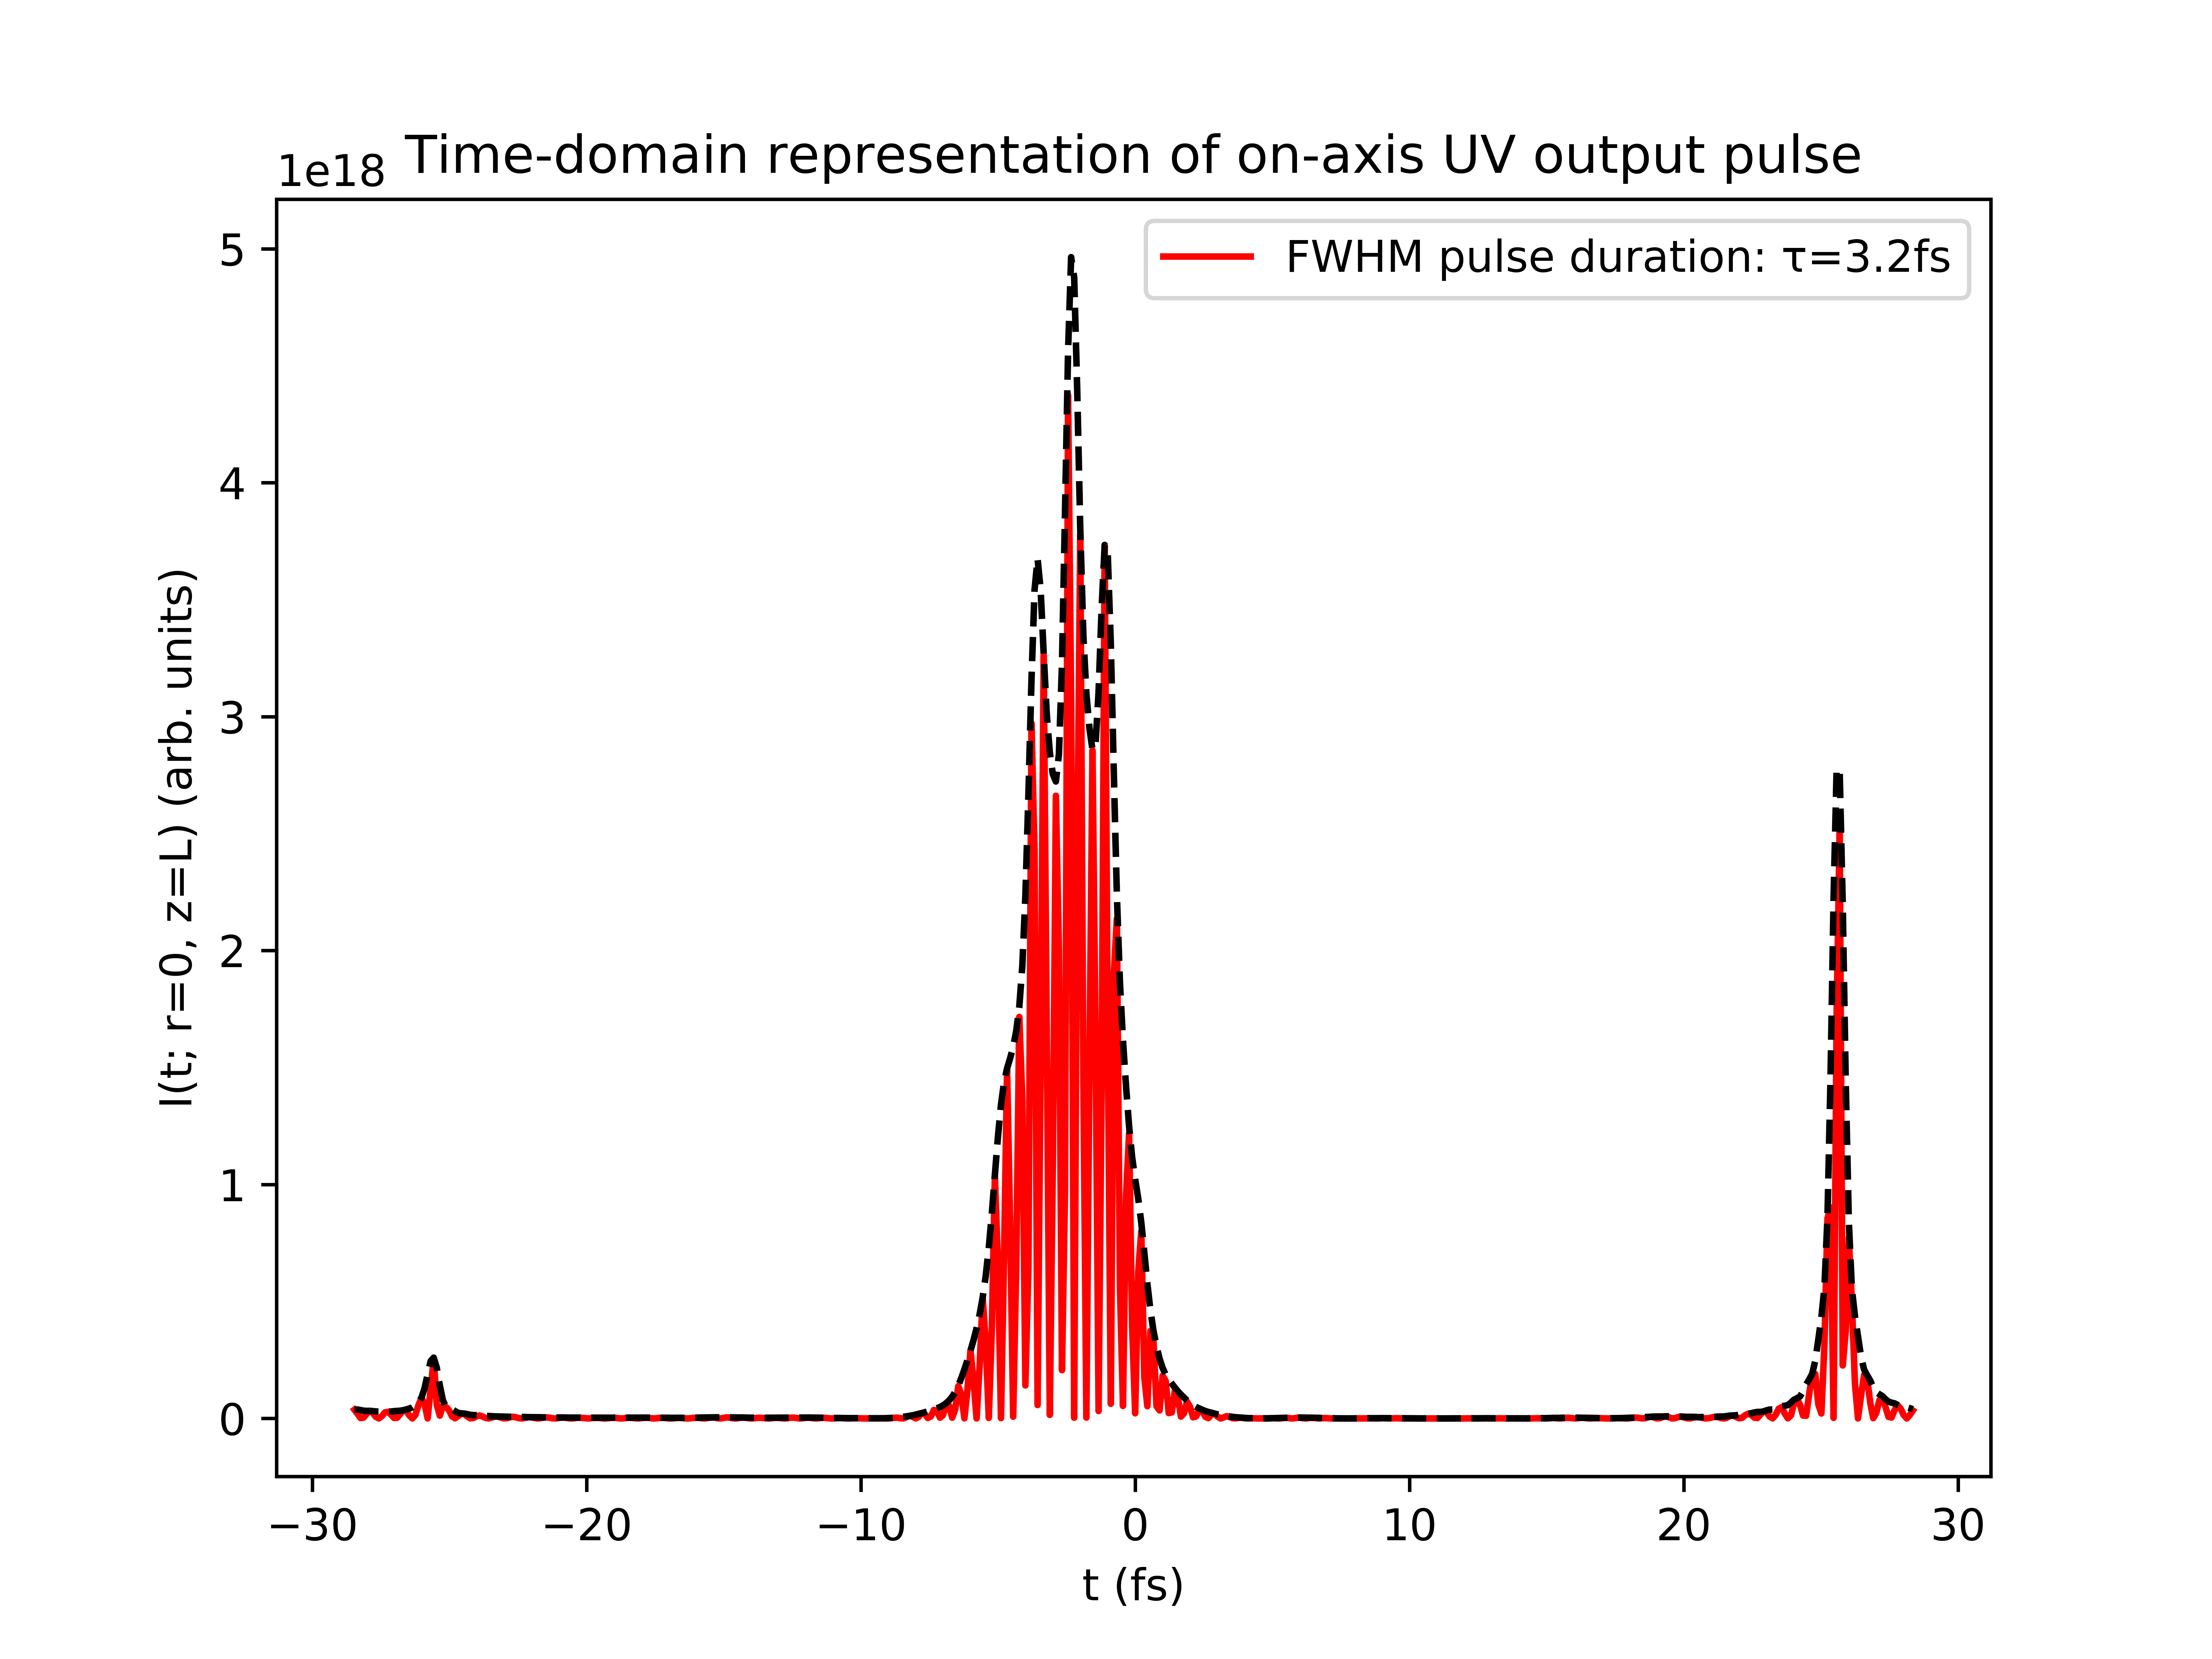 Time-domain representation of on-axis UV output pulse
1e18
FWHM pulse duration: τ=3.2fs
5
4
3
2
1
0
I(t; r=0, z=L) (arb. units)
−30 −20 −10 0 10 20 30
t (fs)